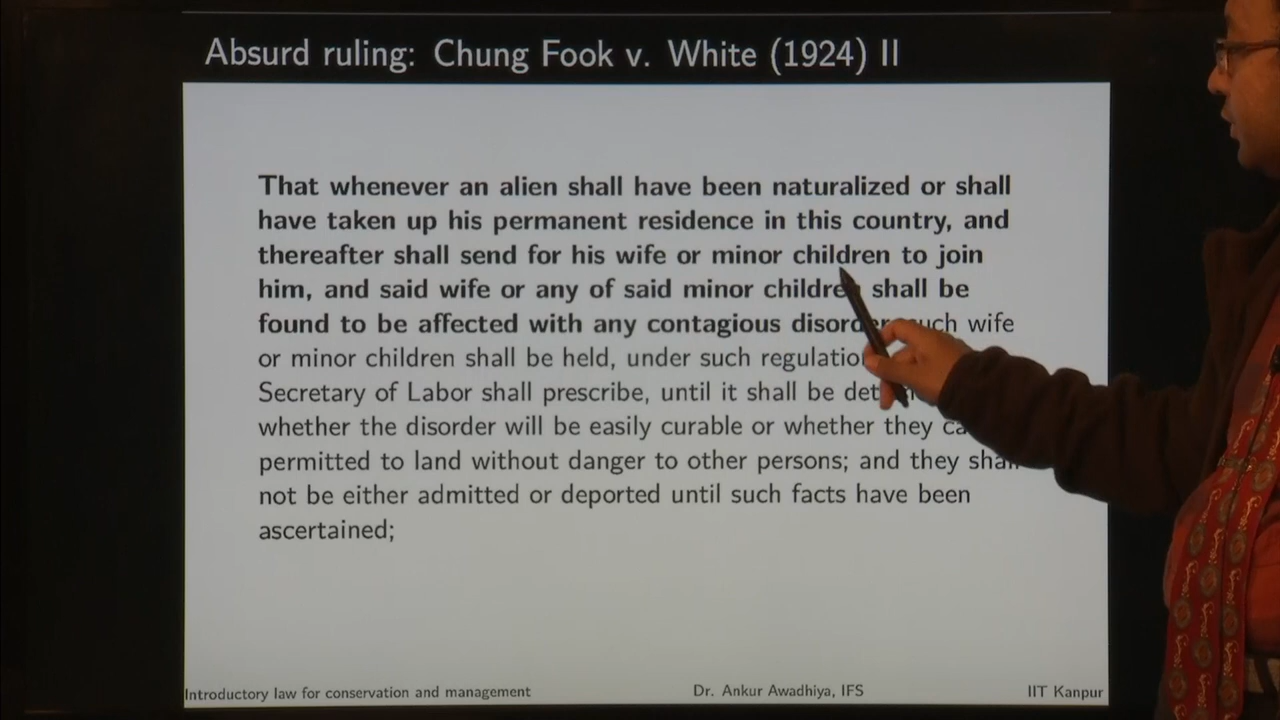 Absurd ruling: Chung Fook v. White (1924) II
That whenever an alien shall have been naturalized or shall
have taken up his permanent residence in this country, and
thereafter shall send for his wife or minor children to join
him, and said wife or any of said minor children shall be
found to be affected with any contagious disorder such wife
or minor children shall be held, under such
Secretary of Labor shall prescribe, until it shall be
whether the disorder will be easily curable or whether they
permitted to land without danger to other persons; and they shall
not be either admitted or deported until such facts have been
ascertained;
Introductory law for conservation and management
Dr. Ankur Awadhiya, IFS
IIT Kanpur